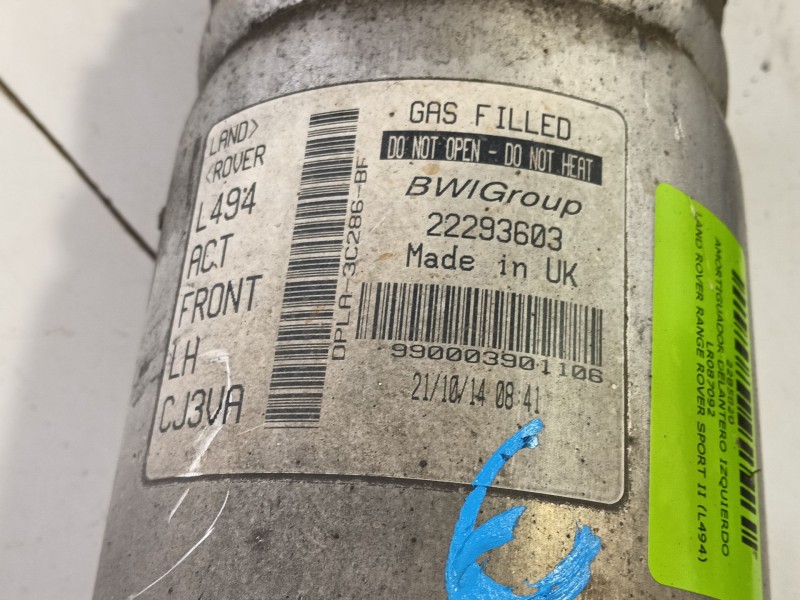 LAND>
<ROVER
L494
ACT
FRONT
LH
CJ3VA
DPLA-3C286-BF
GAS FILLED
DO NOT OPEN - DO NOT HEAT
BWIGroup
22293603
Made in UK
990003901106
21/10/14 08:41
2285920
AMORTIGUADOR DELANTERO IZQUIERDO
LR087092
LAND ROVER RANGE ROVER SPORT II (L494)